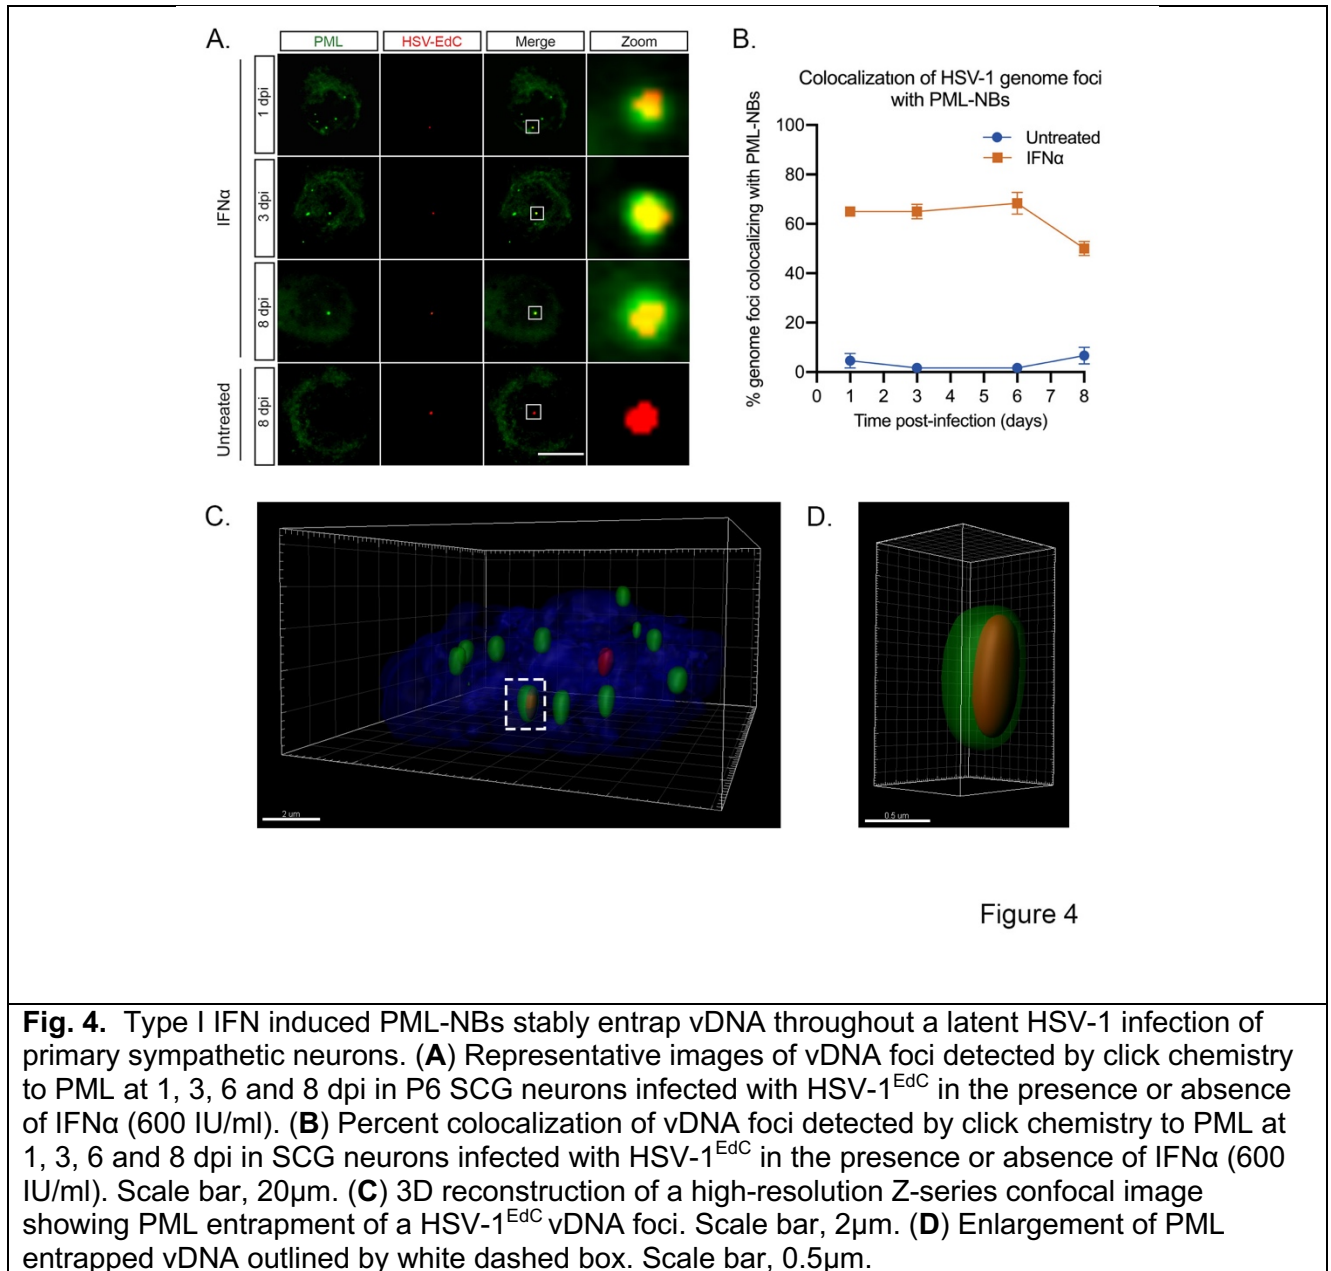 A.
PML
HSV-EdC
Merge
Zoom
IFNα
1 dpi
3 dpi
8 dpi
Untreated
8 dpi
B.
Colocalization of HSV-1 genome foci
with PML-NBs
% genome foci colocalizing with PML-NBs
100
80
60
40
20
0
Untreated
IFNα
0 1 2 3 4 5 6 7 8
Time post-infection (days)
C.
2 um
D.
0.5 um
Figure 4
Fig. 4. Type I IFN induced PML-NBs stably entrap vDNA throughout a latent HSV-1 infection of
primary sympathetic neurons. (A) Representative images of vDNA foci detected by click chemistry
to PML at 1, 3, 6 and 8 dpi in P6 SCG neurons infected with HSV-1EdC in the presence or absence
of IFNα (600 IU/ml). (B) Percent colocalization of vDNA foci detected by click chemistry to PML at
1, 3, 6 and 8 dpi in SCG neurons infected with HSV-1EdC in the presence or absence of IFNα (600
IU/ml). Scale bar, 20μm. (C) 3D reconstruction of a high-resolution Z-series confocal image
showing PML entrapment of a HSV-1EdC vDNA foci. Scale bar, 2μm. (D) Enlargement of PML
entrapped vDNA outlined by white dashed box. Scale bar, 0.5μm.